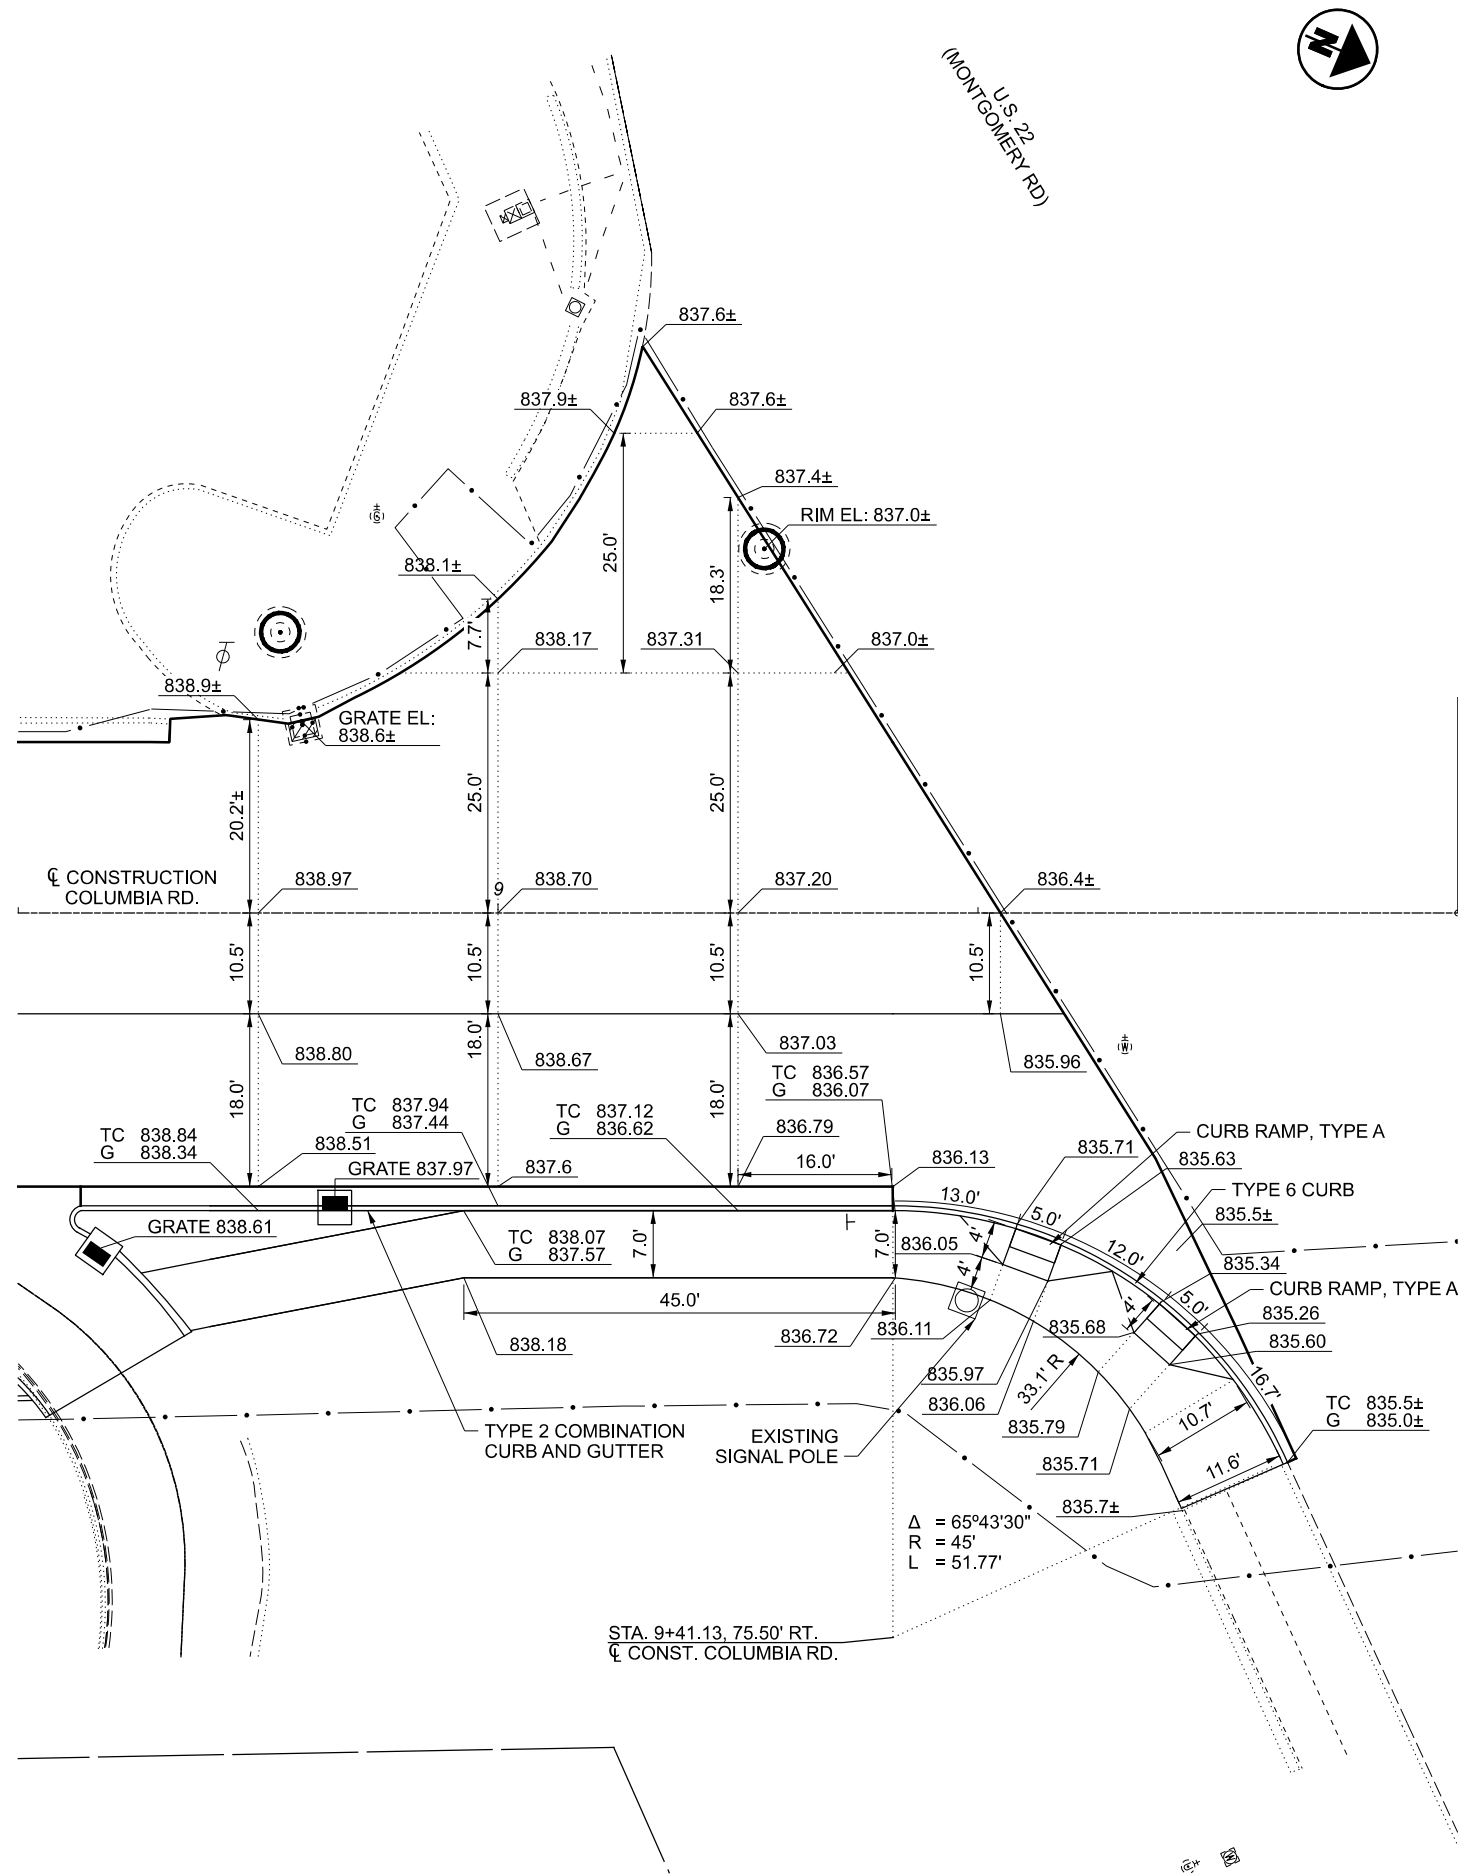 N
U.S. 22
(MONTGOMERY RD)
837.6±
837.9±
837.6±
837.4±
RIM EL: 837.0±
25.0'
18.3'
838.1±
7.7'
838.17
837.31
837.0±
838.9±
GRATE EL:
838.6±
20.2'±
25.0'
25.0'
℄ CONSTRUCTION
COLUMBIA RD.
838.97
9
838.70
837.20
836.4±
10.5'
10.5'
10.5'
10.5'
838.80
838.67
837.03
835.96
18.0'
18.0'
18.0'
TC 836.57
G 836.07
TC 837.94
G 837.44
TC 837.12
G 836.62
TC 838.84
G 838.34
838.51
836.79
835.71
CURB RAMP, TYPE A
GRATE 837.97
837.6
16.0'
836.13
835.63
13.0'
5.0'
TYPE 6 CURB
GRATE 838.61
TC 838.07
G 837.57
7.0'
7.0'
836.05
4'
4'
12.0'
835.5±
835.34
45.0'
CURB RAMP, TYPE A
5.0'
4'
838.18
836.72
836.11
835.68
835.26
835.60
835.97
33.1' R
16.7'
836.06
TC 835.5±
G 835.0±
TYPE 2 COMBINATION
CURB AND GUTTER
EXISTING
SIGNAL POLE
835.79
10.7'
835.71
11.6'
835.7±
Δ = 65º43'30"
R = 45'
L = 51.77'
STA. 9+41.13, 75.50' RT.
℄ CONST. COLUMBIA RD.
(G)±
(W)±